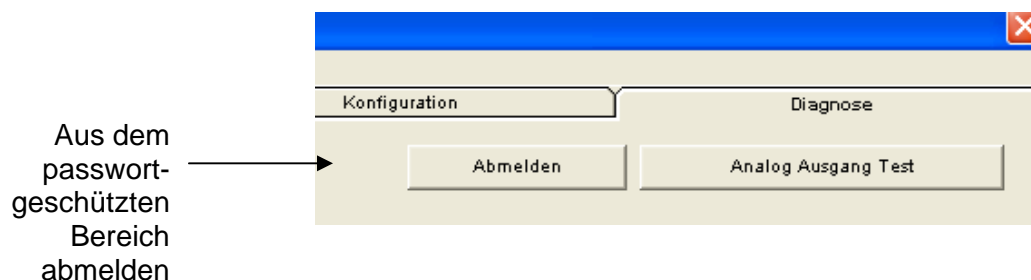 Konfiguration
Diagnose
Aus dem
passwort-
geschützten
Bereich
abmelden
Abmelden
Analog Ausgang Test